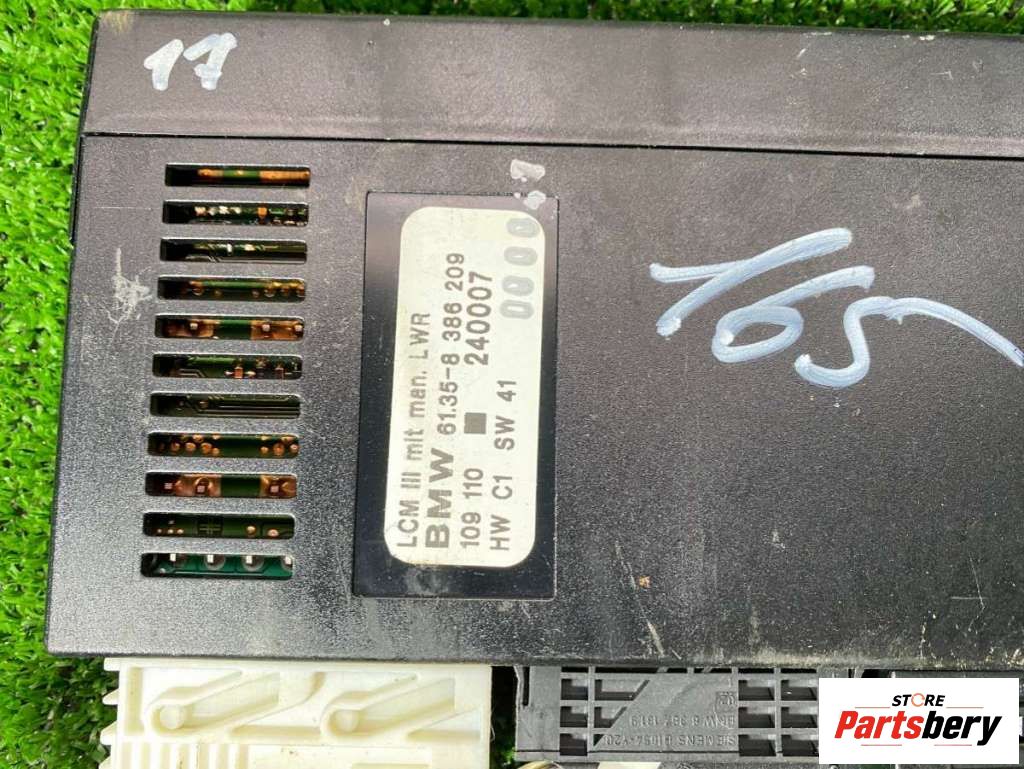 17
LCM III mit man. LWR
BMW 61.35-8 386 209
109 110 240007
HW C1 SW 41 0000
165
STORE
Partsbery